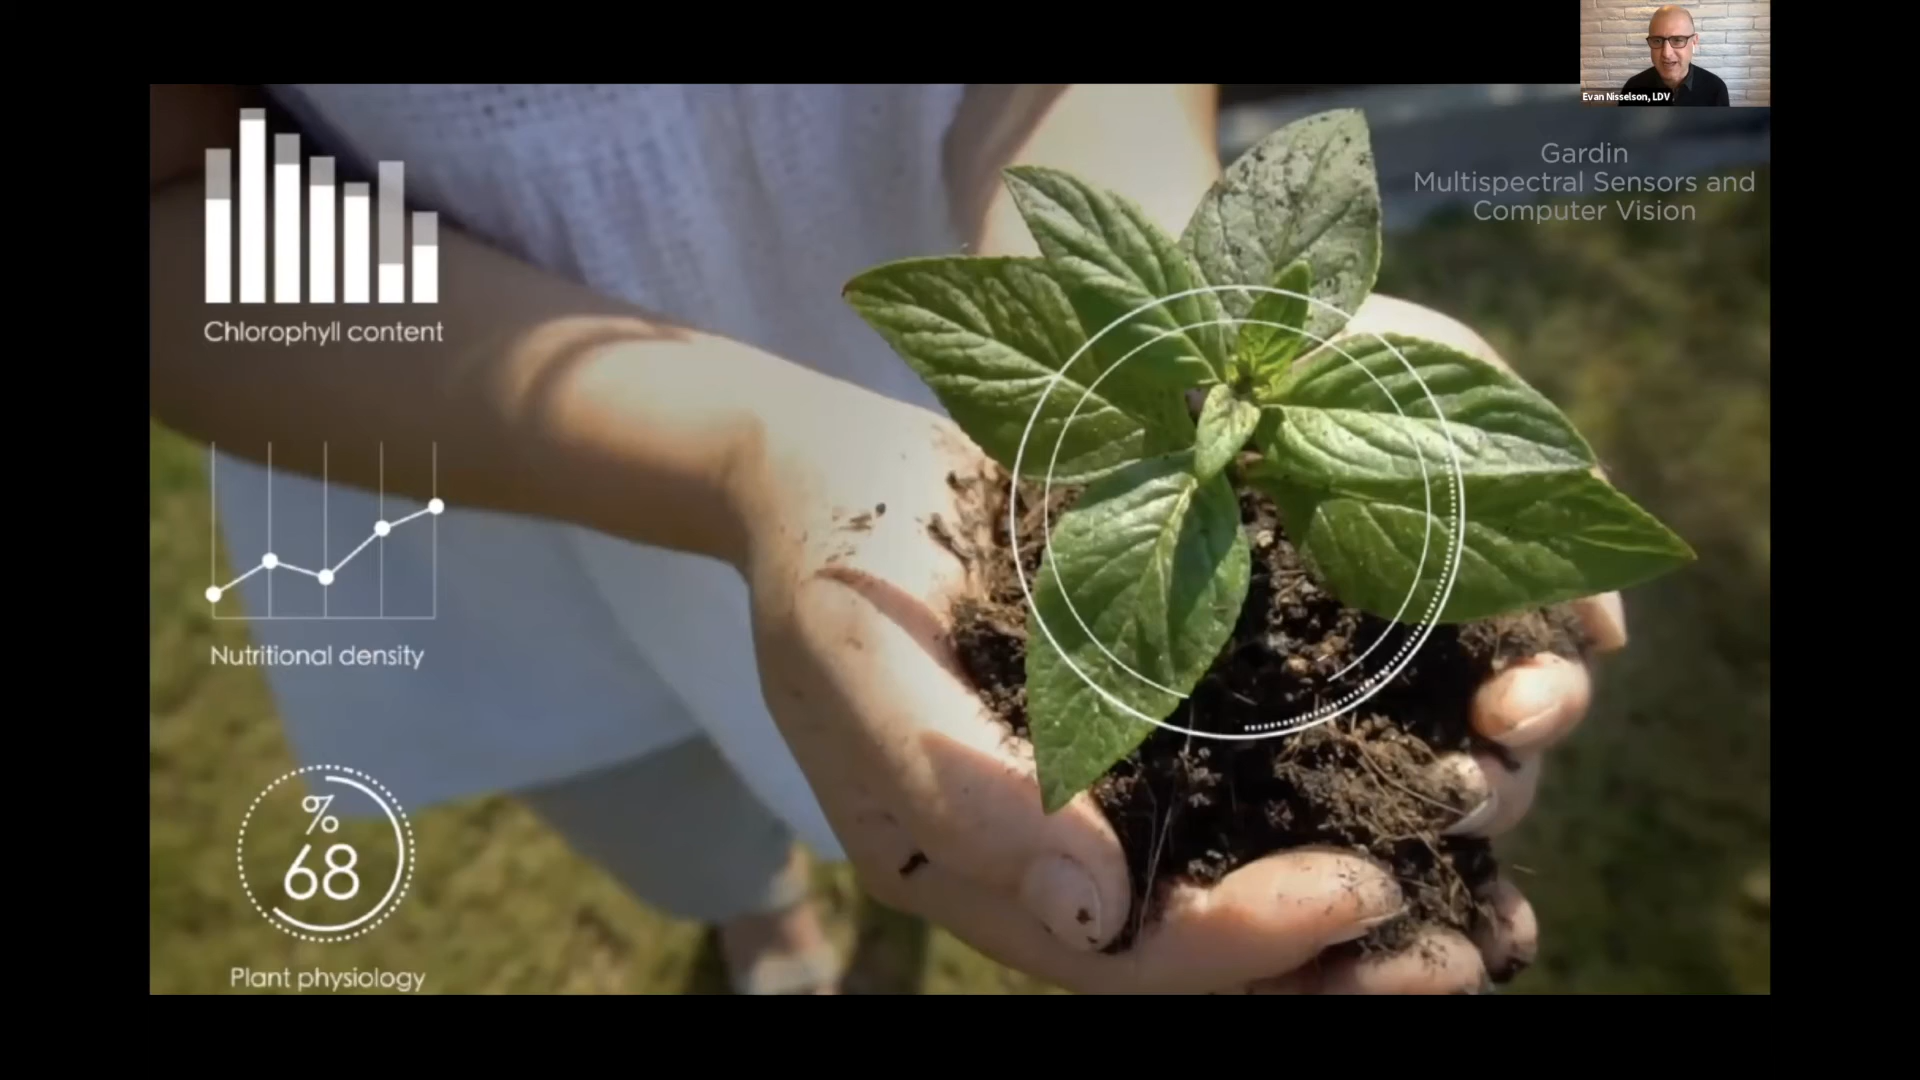 Evan Nisselson, LDV
Gardin
Multispectral Sensors and
Computer Vision
Chlorophyll content
Nutritional density
%
68
Plant physiology